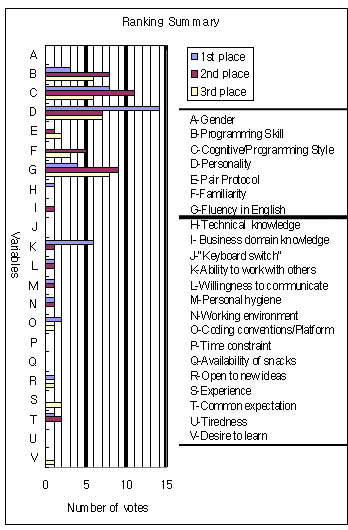 Ranking Summary
A
B
C
D
E
F
G
H
I
J
K
L
M
N
O
P
Q
R
S
T
U
V
Variables
0
5
10
15
Number of votes
1st place
2nd place
3rd place
A-Gender
B-Programming Skill
C-Cognitive/Programming Style
D-Personality
E-Pair Protocol
F-Familiarity
G-Fluency in English
H-Technical knowledge
I- Business domain knowledge
J-"Keyboard switch"
K-Ability to work with others
L-Willingness to communicate
M-Personal hygiene
N-Working environment
O-Coding conventions/Platform
P-Time constraint
Q-Availability of snacks
R-Open to new ideas
S-Experience
T-Common expectation
U-Tiredness
V-Desire to learn